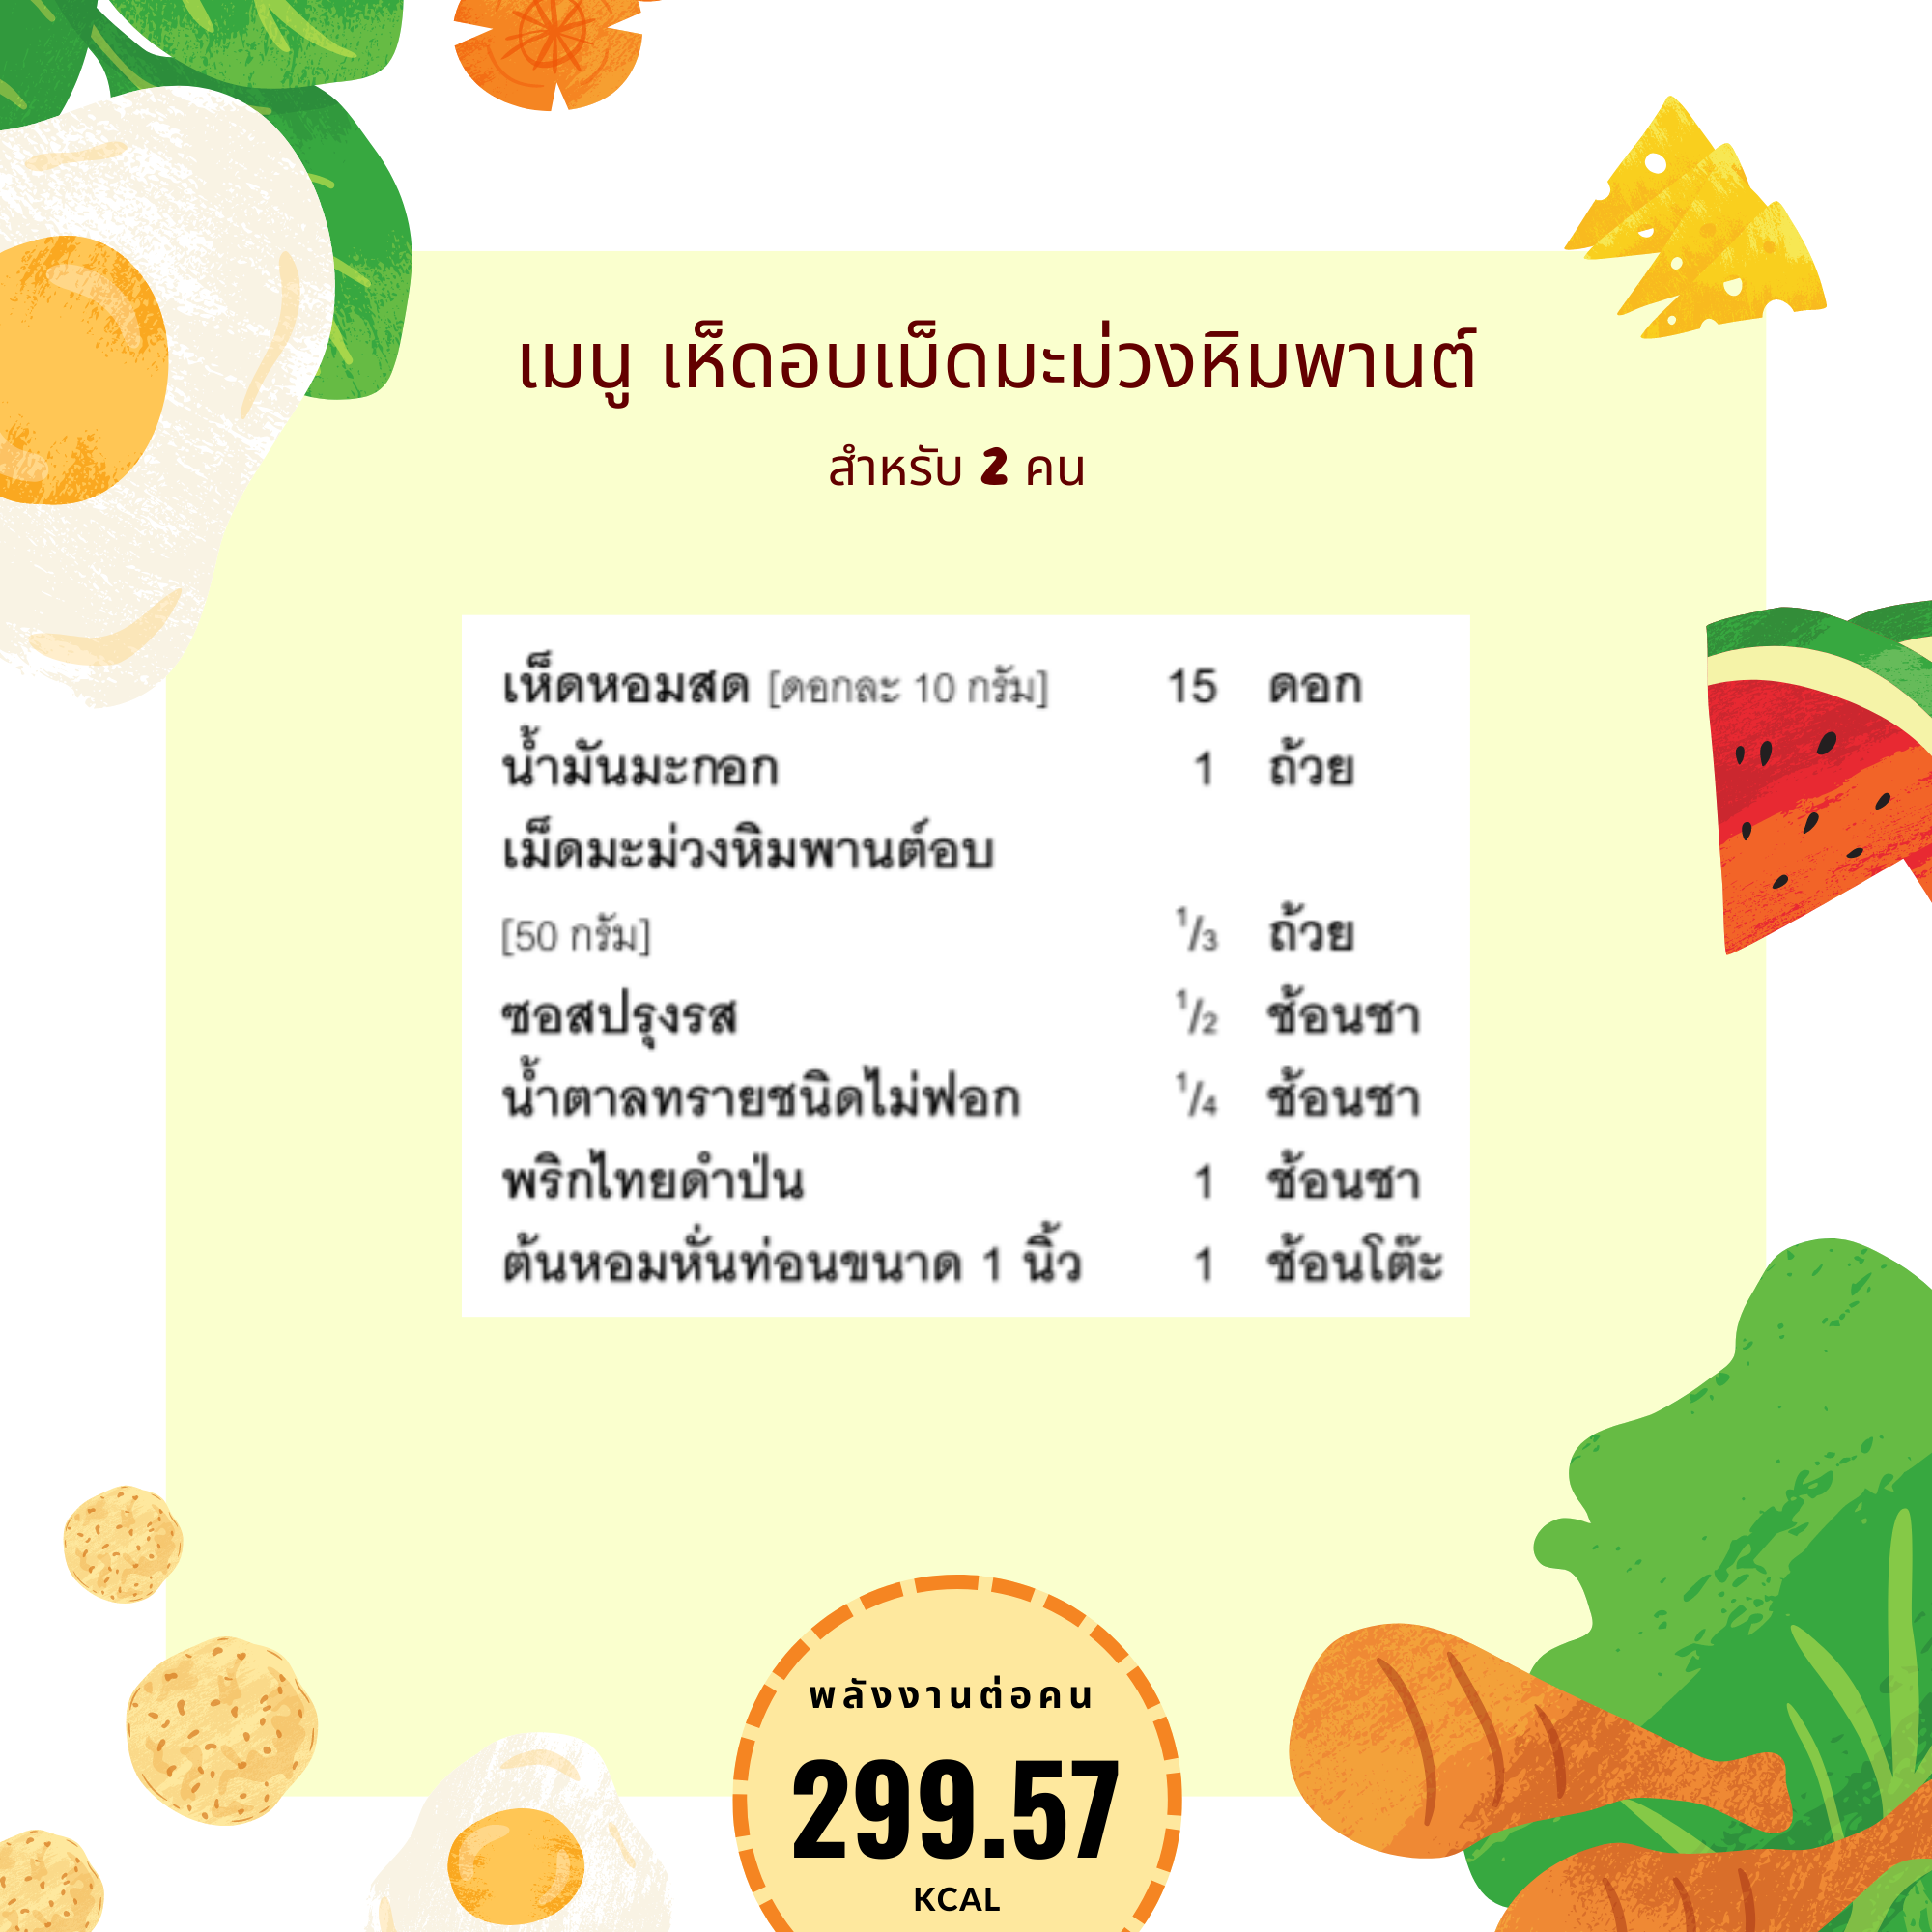 เมนู เห็ดอบเม็ดมะม่วงหิมพานต์
สำหรับ 2 คน
เห็ดหอมสด [ดอกละ 10 กรัม] 15 ดอก
น้ำมันมะกอก 1 ถ้วย
เม็ดมะม่วงหิมพานต์อบ
[50 กรัม] 1/3 ถ้วย
ซอสปรุงรส 1/2 ช้อนชา
น้ำตาลทรายชนิดไม่ฟอก 1/4 ช้อนชา
พริกไทยดำป่น 1 ช้อนชา
ต้นหอมหั่นท่อนขนาด 1 นิ้ว 1 ช้อนโต๊ะ
พลังงานต่อคน
299.57
KCAL